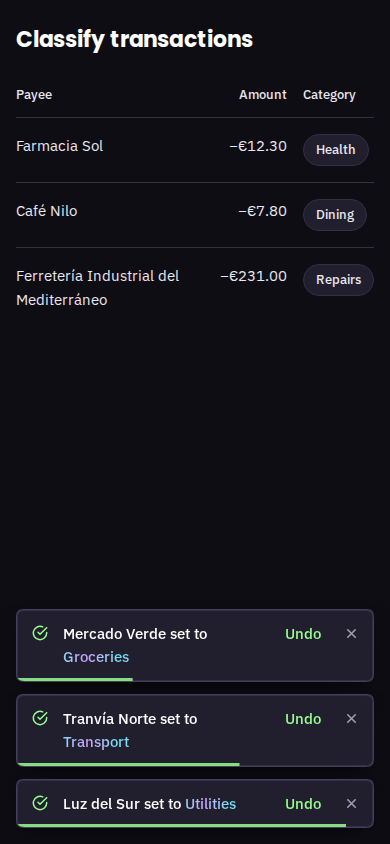 Classify transactions
Payee Amount Category
Farmacia Sol −€12.30 Health
Café Nilo −€7.80 Dining
Ferretería Industrial del −€231.00 Repairs
Mediterráneo
Mercado Verde set to Undo
Groceries
Tranvía Norte set to Undo
Transport
Luz del Sur set to Utilities Undo